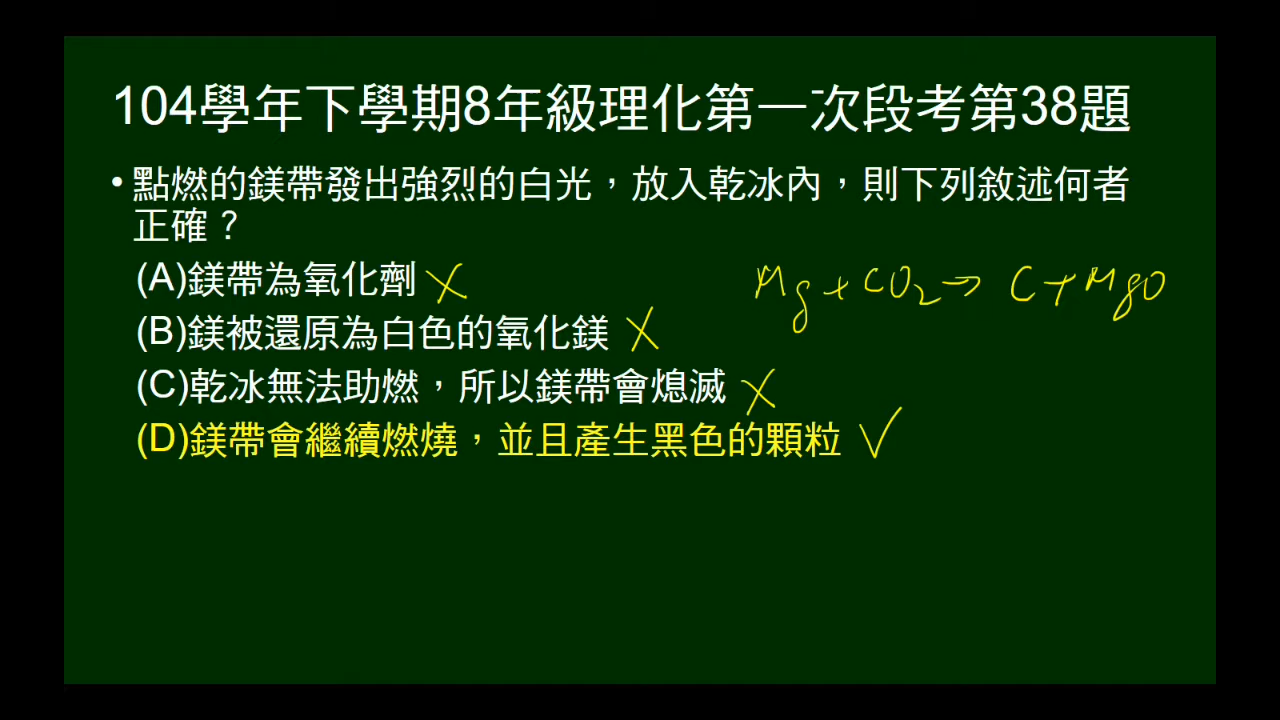 104學年下學期8年級理化第一次段考第38題
•點燃的鎂帶發出強烈的白光，放入乾冰內，則下列敘述何者
正確？
(A)鎂帶為氧化劑 X
Mg+CO₂→C+MgO
(B)鎂被還原為白色的氧化鎂 X
(C)乾冰無法助燃，所以鎂帶會熄滅 X
(D)鎂帶會繼續燃燒，並且產生黑色的顆粒 ✓